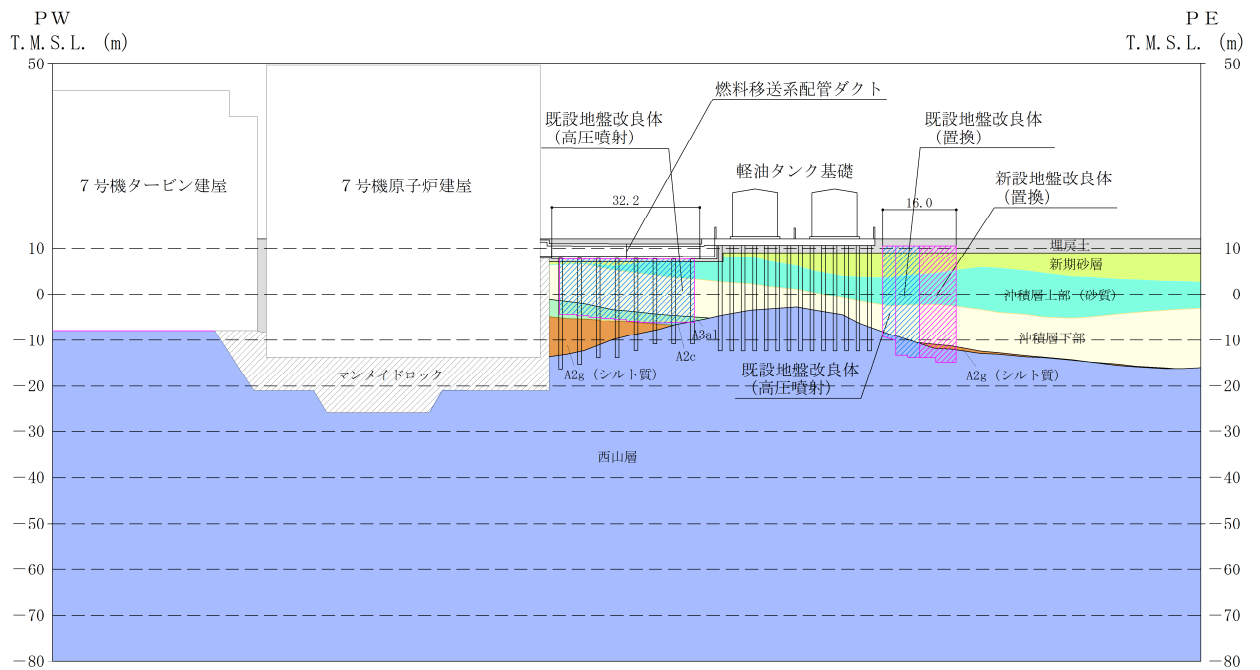 ＰＷ
T.M.S.L. (m)
ＰＥ
T.M.S.L. (m)
50
50
燃料移送系配管ダクト
既設地盤改良体
(高圧噴射)
既設地盤改良体
(置換)
軽油タンク基礎
7号機タービン建屋
7号機原子炉建屋
新設地盤改良体
(置換)
32.2
16.0
10
埋戻土
10
新期砂層
0
沖積層上部(砂質)
0
A3a1
沖積層下部
−10
−10
A2c
マンメイドロック
A2g (シルト質)
既設地盤改良体
(高圧噴射)
A2g (シルト質)
−20
−20
−30
−30
西山層
−40
−40
−50
−50
−60
−60
−70
−70
−80
−80